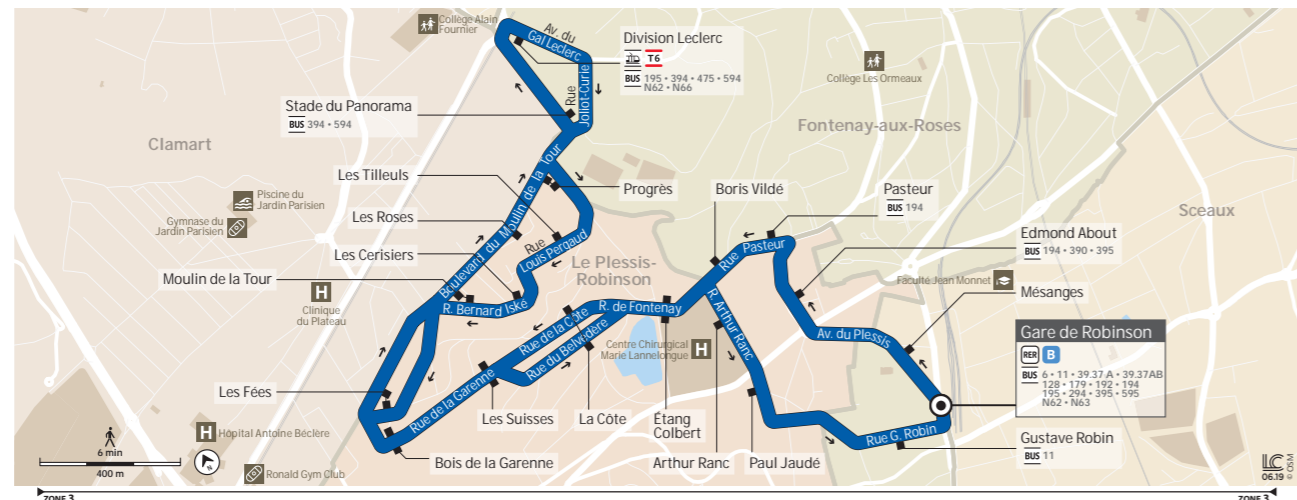 Collège Alain
Fournier
Av. du
Gal Leclerc
Division Leclerc
T6
BUS 195 • 394 • 475 • 594
N62 • N66
Collège Les Ormeaux
Rue
Joliot-Curie
Stade du Panorama
BUS 394 • 594
Clamart
Fontenay-aux-Roses
Les Tilleuls
Progrès
Boris Vildé
Pasteur
BUS 194
Piscine du
Jardin Parisien
Gymnase du
Jardin Parisien
Les Roses
Boulevard du Moulin de la Tour
Sceaux
Edmond About
BUS 194 • 390 • 395
Rue Pasteur
Rue
Louis Pergaud
Les Cerisiers
Le Plessis-
Robinson
Moulin de la Tour
Faculté Jean Monnet
Mésanges
H
Clinique
du Plateau
R. Bernard Iské
R. de Fontenay
R. Arthur Ranc
Rue de la Côte
Rue du Belvédère
Av. du Plessis
Centre Chirurgical
Marie Lannelongue
H
Gare de Robinson
RER B
BUS 6 • 11 • 39.37 A • 39.37AB
128 • 179 • 192 • 194
195 • 294 • 395 • 595
N62 • N63
Les Fées
Rue de la Garenne
Les Suisses
La Côte
Étang
Colbert
Rue G. Robin
Gustave Robin
BUS 11
H
Hôpital Antoine Béclère
6 min
400 m
N
Ronald Gym Club
Bois de la Garenne
Arthur Ranc
Paul Jaudé
LC
06.19 © OSM
ZONE 3
ZONE 3